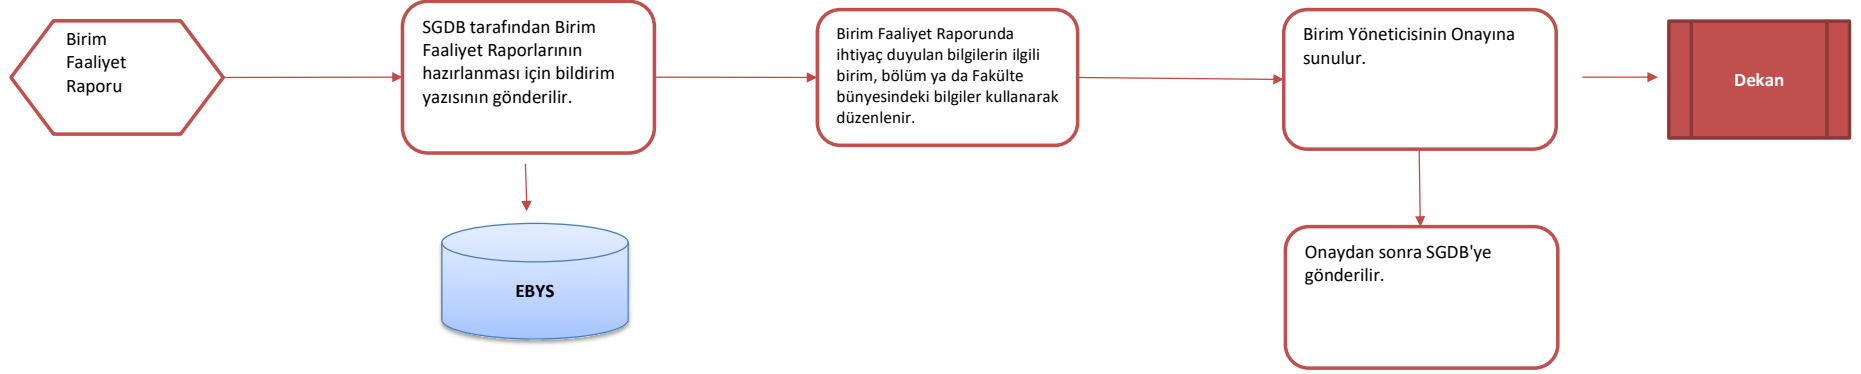 Birim
Faaliyet
Raporu
SGDB tarafından Birim
Faaliyet Raporlarının
hazırlanması için bildirim
yazısının gönderilir.
Birim Faaliyet Raporunda
ihtiyaç duyulan bilgilerin ilgili
birim, bölüm ya da Fakülte
bünyesindeki bilgiler kullanarak
düzenlenir.
Birim Yöneticisinin Onayına
sunulur.
Dekan
EBYS
Onaydan sonra SGDB'ye
gönderilir.